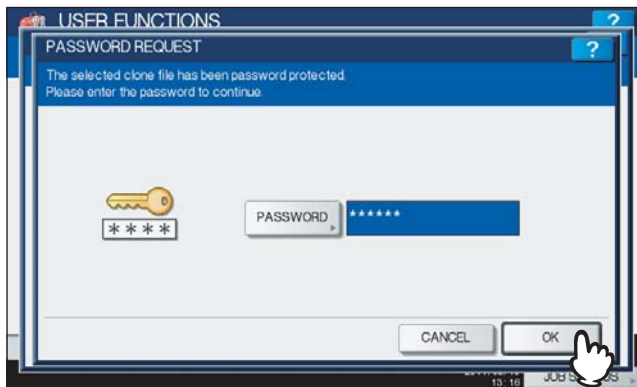 USER FUNCTIONS
?
PASSWORD REQUEST
?
The selected clone file has been password protected.
Please enter the password to continue.
****
PASSWORD
******
CANCEL
OK
13:16